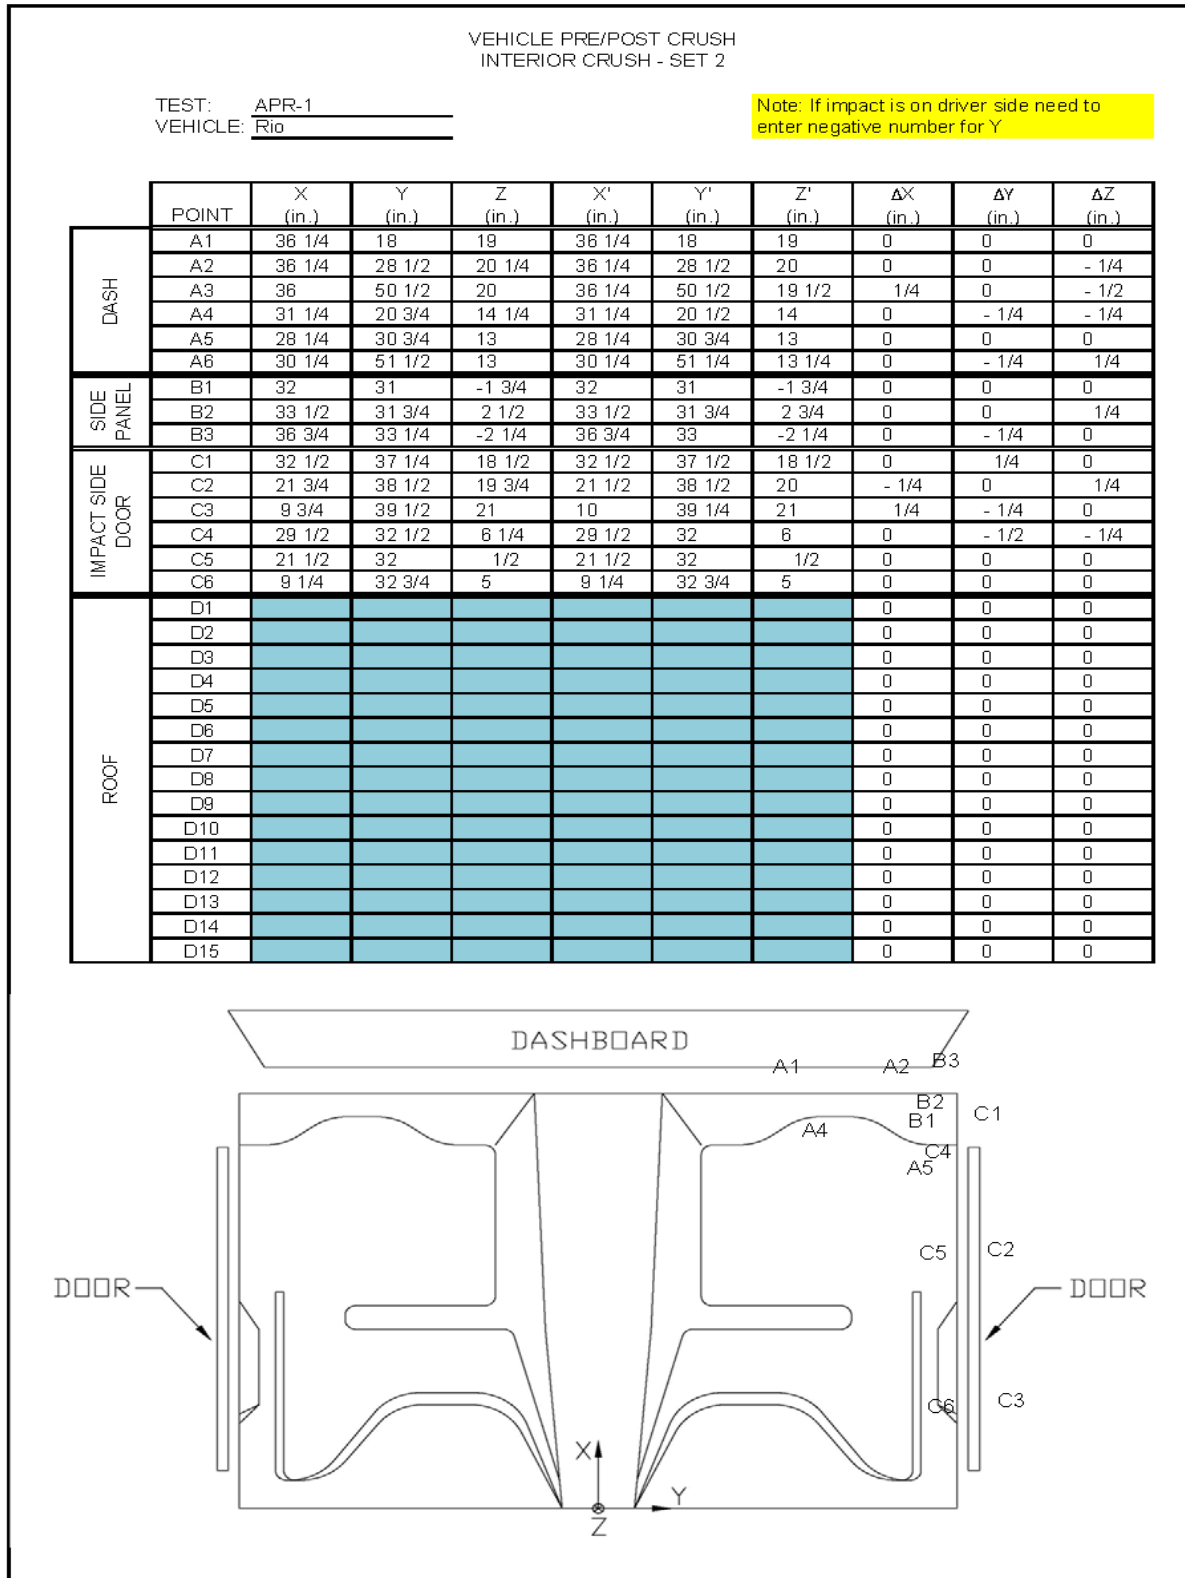 VEHICLE PRE/POST CRUSH
INTERIOR CRUSH - SET 2
TEST: APR-1
VEHICLE: Rio
Note: If impact is on driver side need to
enter negative number for Y
POINT X (in.) Y (in.) Z (in.) X' (in.) Y' (in.) Z' (in.) ΔX (in.) ΔY (in.) ΔZ (in.)
DASH
A1 36 1/4 18 19 36 1/4 18 19 0 0 0
A2 36 1/4 28 1/2 20 1/4 36 1/4 28 1/2 20 0 0 - 1/4
A3 36 50 1/2 20 36 1/4 50 1/2 19 1/2 1/4 0 - 1/2
A4 31 1/4 20 3/4 14 1/4 31 1/4 20 1/2 14 0 - 1/4 - 1/4
A5 28 1/4 30 3/4 13 28 1/4 30 3/4 13 0 0 0
A6 30 1/4 51 1/2 13 30 1/4 51 1/4 13 1/4 0 - 1/4 1/4
SIDE PANEL
B1 32 31 -1 3/4 32 31 -1 3/4 0 0 0
B2 33 1/2 31 3/4 2 1/2 33 1/2 31 3/4 2 3/4 0 0 1/4
B3 36 3/4 33 1/4 -2 1/4 36 3/4 33 -2 1/4 0 - 1/4 0
IMPACT SIDE DOOR
C1 32 1/2 37 1/4 18 1/2 32 1/2 37 1/2 18 1/2 0 1/4 0
C2 21 3/4 38 1/2 19 3/4 21 1/2 38 1/2 20 - 1/4 0 1/4
C3 9 3/4 39 1/2 21 10 39 1/4 21 1/4 - 1/4 0
C4 29 1/2 32 1/2 6 1/4 29 1/2 32 6 0 - 1/2 - 1/4
C5 21 1/2 32 1/2 21 1/2 32 1/2 0 0 0
C6 9 1/4 32 3/4 5 9 1/4 32 3/4 5 0 0 0
ROOF
D1 0 0 0
D2 0 0 0
D3 0 0 0
D4 0 0 0
D5 0 0 0
D6 0 0 0
D7 0 0 0
D8 0 0 0
D9 0 0 0
D10 0 0 0
D11 0 0 0
D12 0 0 0
D13 0 0 0
D14 0 0 0
D15 0 0 0
DASHBOARD
A1 A2 B3
B2
B1 C1
A4
C4
A5
C5 C2
DOOR DOOR
C6 C3
X
Y
Z